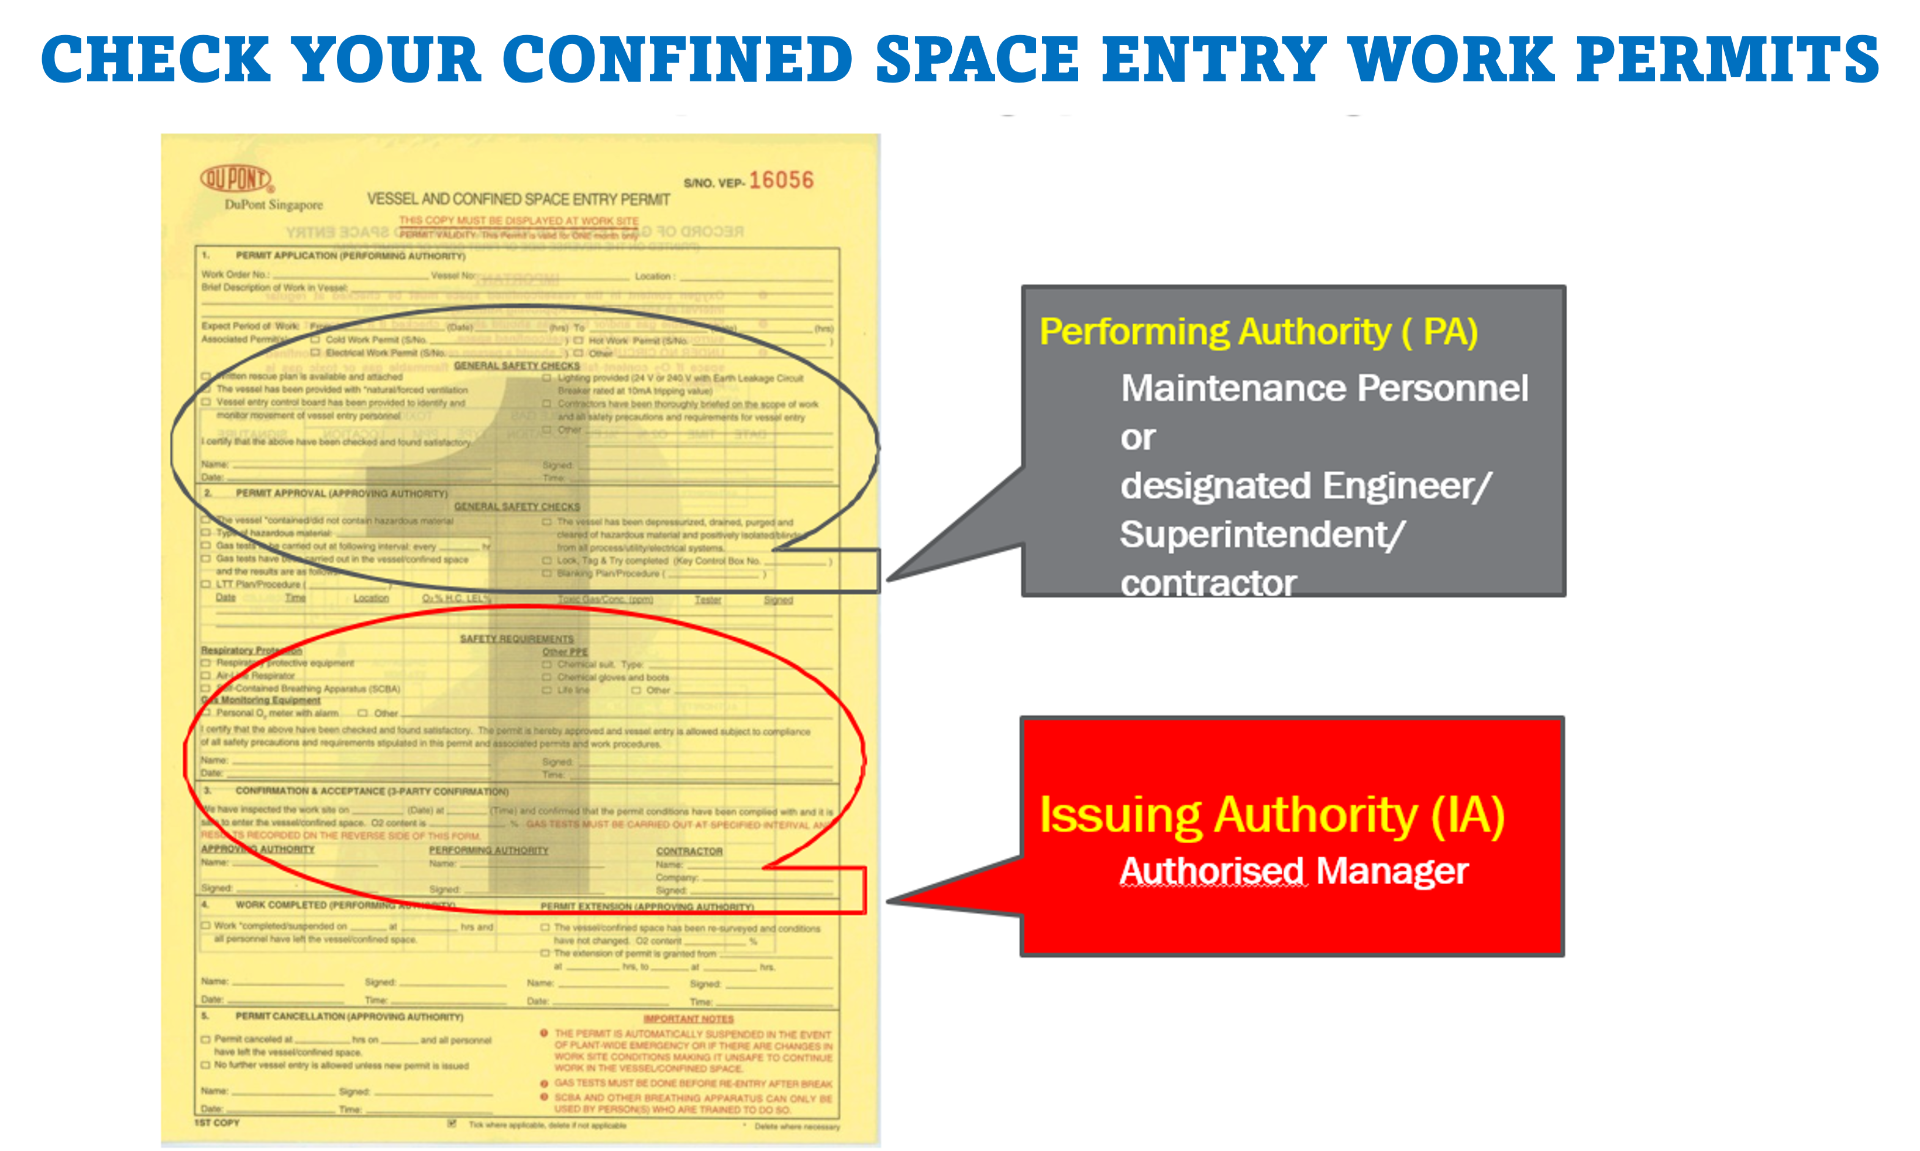 CHECK YOUR CONFINED SPACE ENTRY WORK PERMITS
DUPONT
DuPont Singapore
S/NO. VEP- 16056
VESSEL AND CONFINED SPACE ENTRY PERMIT
THIS COPY MUST BE DISPLAYED AT WORK SITE
PERMIT VALIDITY: This Permit is valid for ONE month only
1. PERMIT APPLICATION (PERFORMING AUTHORITY)
Work Order No.: Vessel No: Location :
Brief Description of Work in Vessel:
Expect Period of Work: From (Date) (hrs) To (hrs)
Associated Permit(s): Cold Work Permit (S/No. ) Hot Work Permit (S/No. )
Electrical Work Permit (S/No. ) Other
GENERAL SAFETY CHECKS
Written rescue plan is available and attached
The vessel has been provided with *natural/forced ventilation
Vessel entry control board has been provided to identify and
monitor movement of vessel entry personnel
Lighting provided (24 V or 240 V with Earth Leakage Circuit
Breaker rated at 10mA tripping value)
Contractors have been thoroughly briefed on the scope of work
and all safety precautions and requirements for vessel entry
Other
I certify that the above have been checked and found satisfactory.
Name: Signed:
Date: Time:
2. PERMIT APPROVAL (APPROVING AUTHORITY)
GENERAL SAFETY CHECKS
The vessel *contained/did not contain hazardous material
Type of hazardous material:
Gas tests to be carried out at following interval: every hr
Gas tests have been carried out in the vessel/confined space
and the results are as follows
LTT Plan/Procedure ( )
The vessel has been depressurized, drained, purged and
cleared of hazardous material and positively isolated/blinded
from all process/utility/electrical systems.
Lock, Tag & Try completed (Key Control Box No. )
Blanking Plan/Procedure ( )
Date Time Location O2% H.C. LEL% Toxic Gas/Conc. (ppm) Tester Signed
SAFETY REQUIREMENTS
Respiratory Protection
Respiratory protective equipment
Air-Line Respirator
Self-Contained Breathing Apparatus (SCBA)
Gas Monitoring Equipment
Personal O2 meter with alarm Other
Other PPE
Chemical suit. Type:
Chemical gloves and boots
Life line Other
I certify that the above have been checked and found satisfactory. The permit is hereby approved and vessel entry is allowed subject to compliance
of all safety precautions and requirements stipulated in this permit and associated permits and work procedures.
Name: Signed:
Date: Time:
3. CONFIRMATION & ACCEPTANCE (3-PARTY CONFIRMATION)
We have inspected the work site on (Date) at (Time) and confirmed that the permit conditions have been complied with and it is
safe to enter the vessel/confined space. O2 content is % GAS TESTS MUST BE CARRIED OUT AT SPECIFIED INTERVAL AND
RESULTS RECORDED ON THE REVERSE SIDE OF THIS FORM.
APPROVING AUTHORITY PERFORMING AUTHORITY CONTRACTOR
Name: Name: Name:
Company:
Signed: Signed: Signed:
4. WORK COMPLETED (PERFORMING AUTHORITY) PERMIT EXTENSION (APPROVING AUTHORITY)
Work *completed/suspended on at hrs and
all personnel have left the vessel/confined space.
The vessel/confined space has been re-surveyed and conditions
have not changed. O2 content %
The extension of permit is granted from
at hrs, to at hrs.
Name: Signed: Name: Signed:
Date: Time: Date: Time:
5. PERMIT CANCELLATION (APPROVING AUTHORITY)
Permit canceled at hrs on and all personnel
have left the vessel/confined space.
No further vessel entry is allowed unless new permit is issued
Name: Signed:
Date: Time:
IMPORTANT NOTES
1 THE PERMIT IS AUTOMATICALLY SUSPENDED IN THE EVENT
OF PLANT-WIDE EMERGENCY OR IF THERE ARE CHANGES IN
WORK SITE CONDITIONS MAKING IT UNSAFE TO CONTINUE
WORK IN THE VESSEL/CONFINED SPACE.
2 GAS TESTS MUST BE DONE BEFORE RE-ENTRY AFTER BREAK
3 SCBA AND OTHER BREATHING APPARATUS CAN ONLY BE
USED BY PERSON(S) WHO ARE TRAINED TO DO SO.
1ST COPY Tick where applicable, delete if not applicable * Delete where necessary
Performing Authority ( PA)
Maintenance Personnel
or
designated Engineer/
Superintendent/
contractor
Issuing Authority (IA)
Authorised Manager